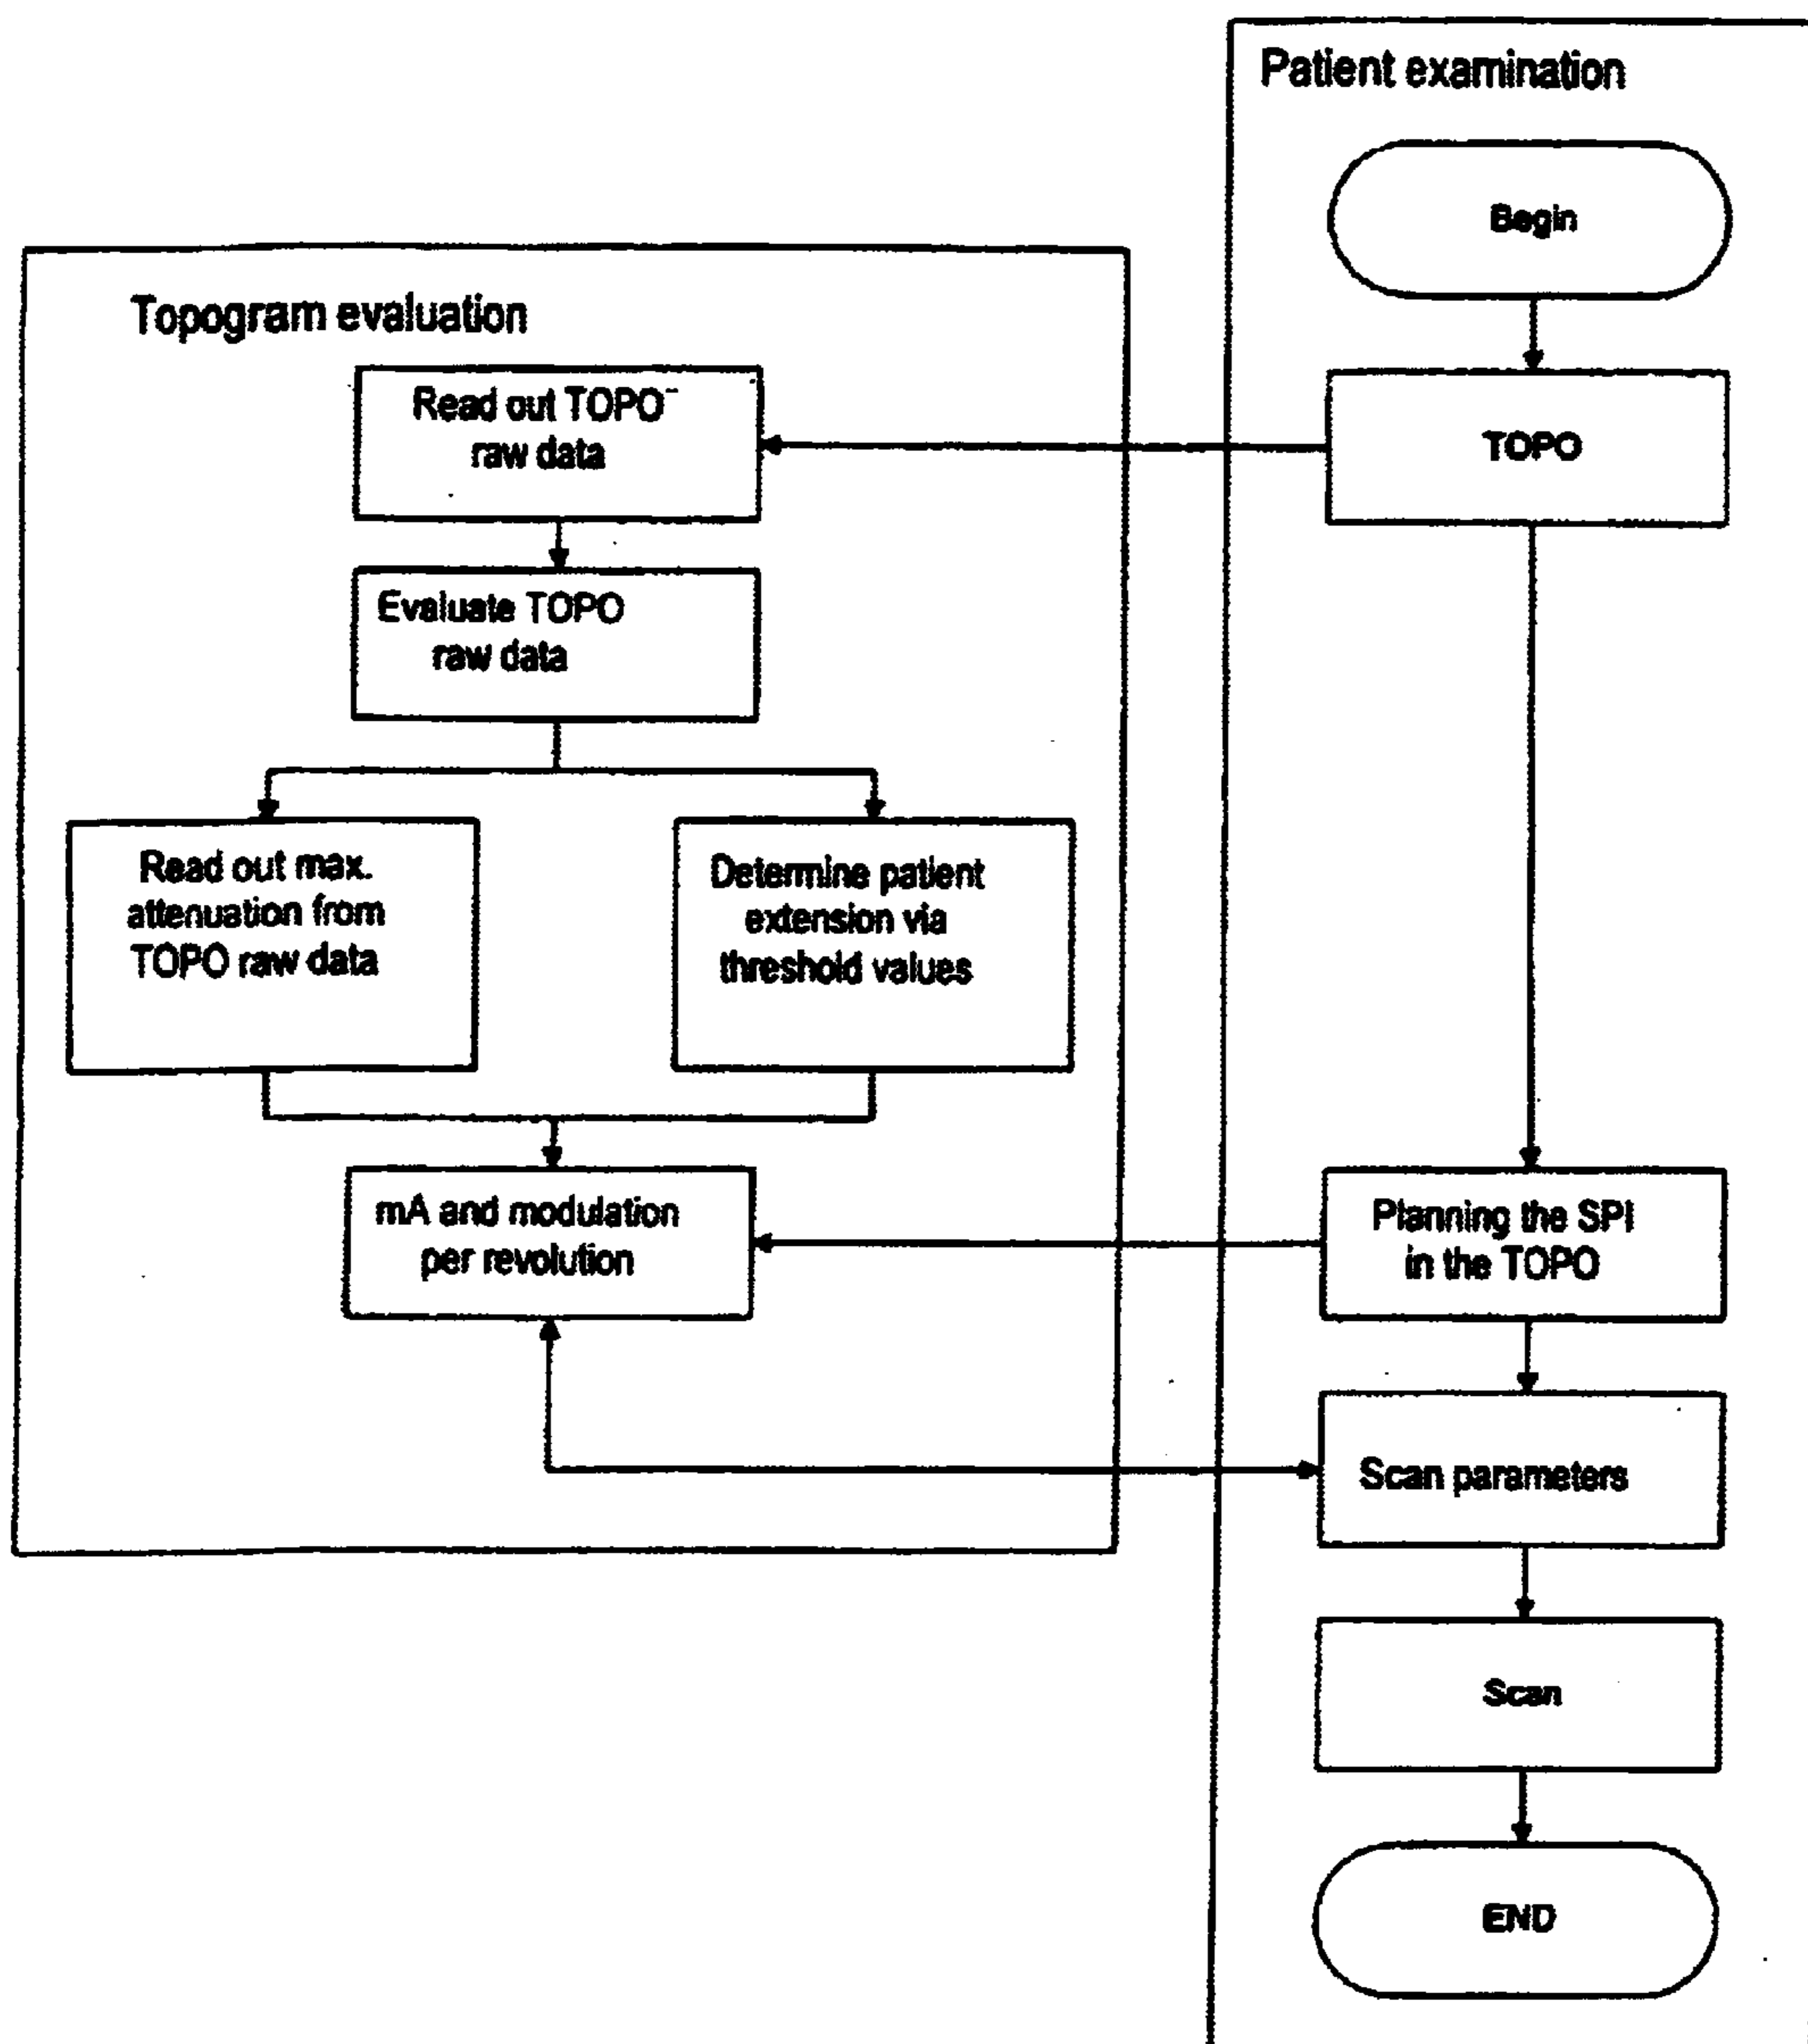 Patient examination
Begin
TOPO
Planning the SPI
in the TOPO
Scan parameters
Scan
END
Topogram evaluation
Read out TOPO
raw data
Evaluate TOPO
raw data
Read out max.
attenuation from
TOPO raw data
Determine patient
extension via
threshold values
mA and modulation
per revolution